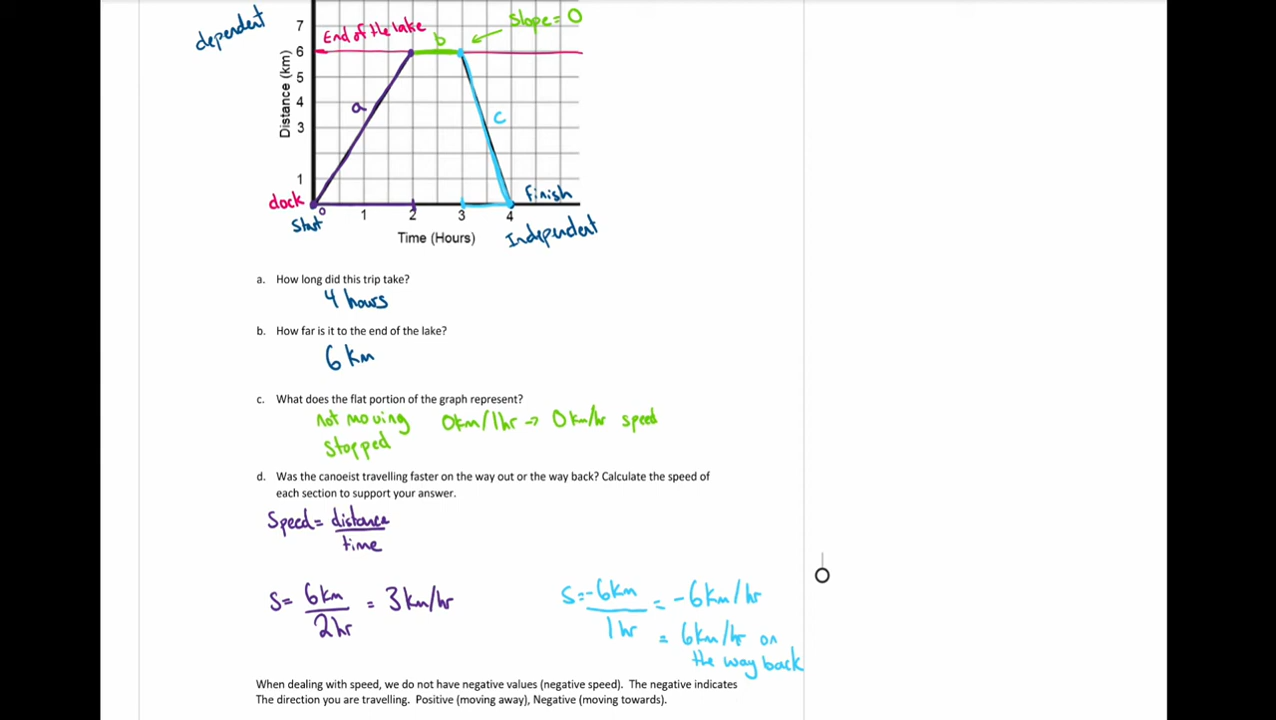 dependent
7
End of the lake
b
Slope = 0
6
5
4
3
1
Distance (km)
a
c
dock
Start
0
1
2
3
4
Finish
Time (Hours)
Independent
a. How long did this trip take?
4 hours
b. How far is it to the end of the lake?
6 km
c. What does the flat portion of the graph represent?
not moving 0km/1hr → 0km/hr speed
stopped
d. Was the canoeist travelling faster on the way out or the way back? Calculate the speed of
each section to support your answer.
Speed = distance
time
S= 6km = 3km/hr
2hr
S=-6km = -6km/hr
1hr = 6km/hr on
the way back
When dealing with speed, we do not have negative values (negative speed). The negative indicates
The direction you are travelling. Positive (moving away), Negative (moving towards).